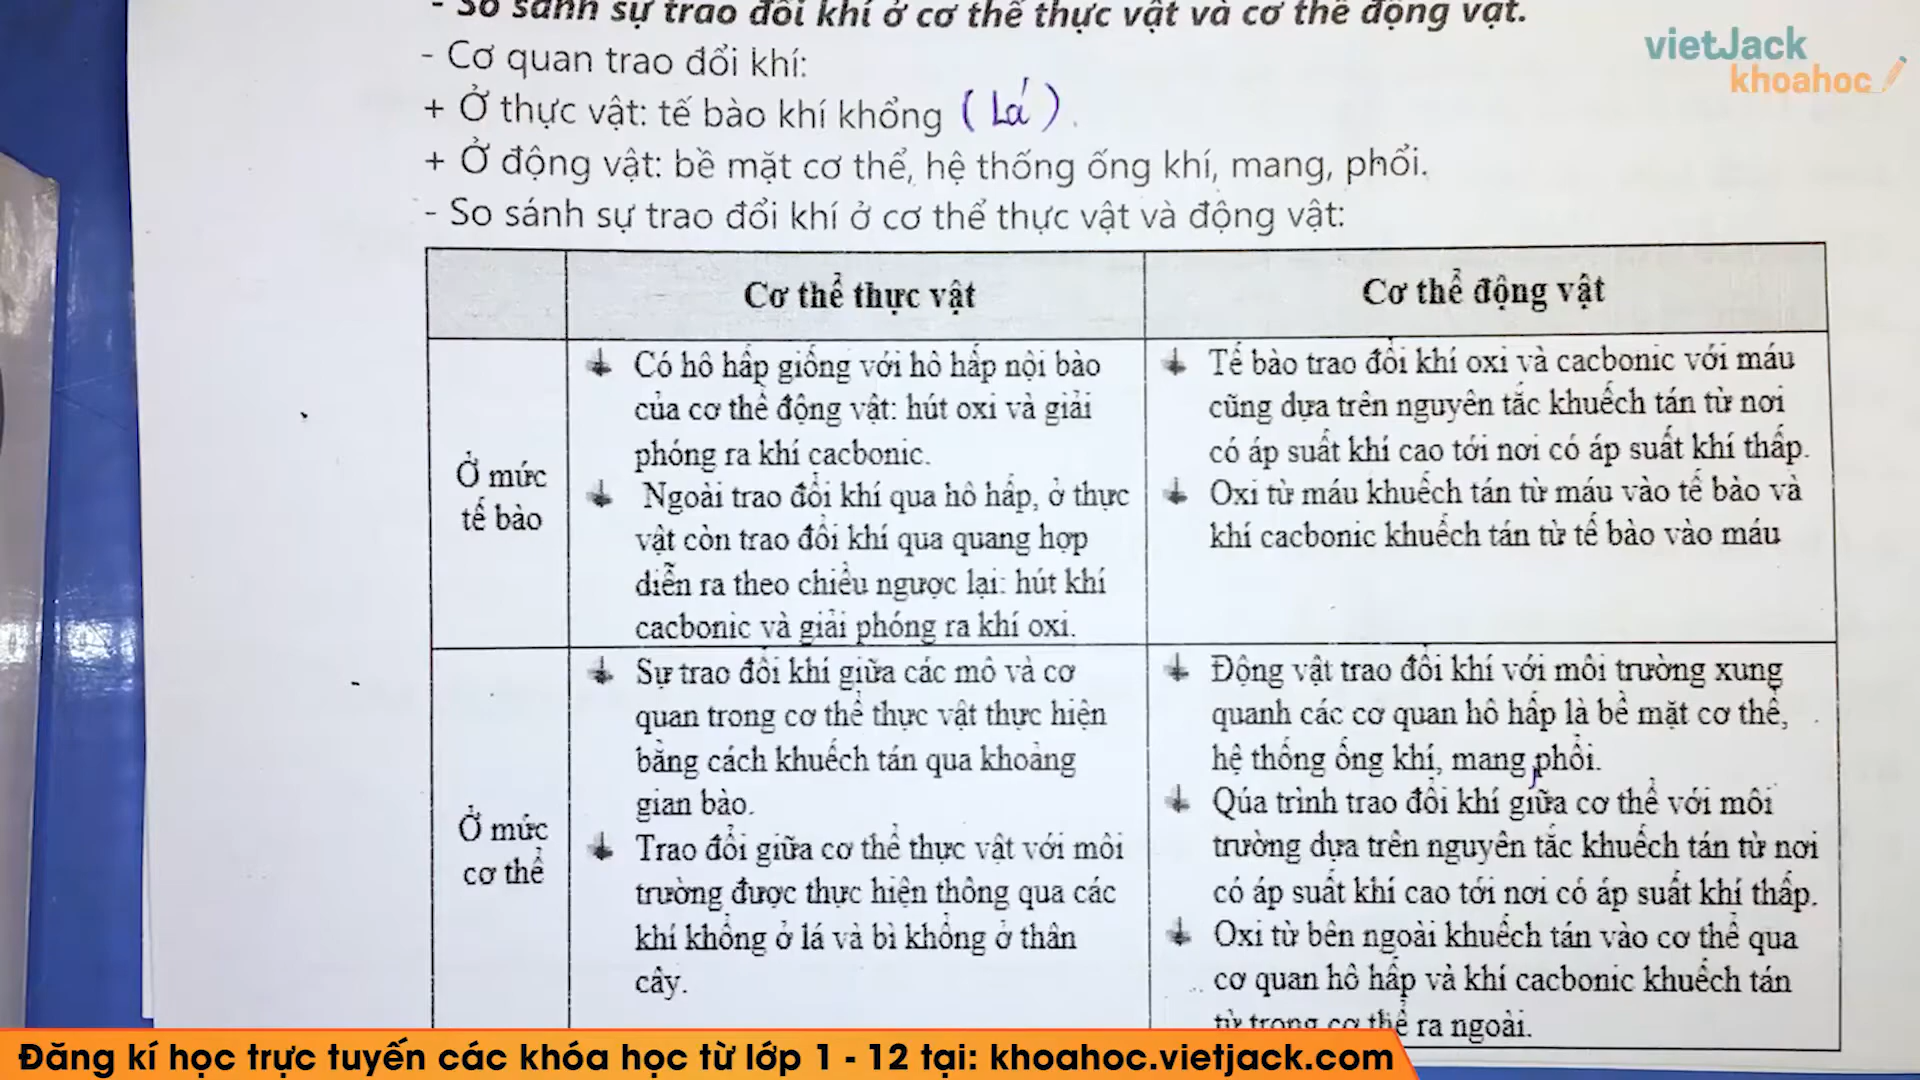 - So sánh sự trao đổi khí ở cơ thể thực vật và cơ thể động vật.
vietJack
khoahoc
- Cơ quan trao đổi khí:
+ Ở thực vật: tế bào khí khổng (Lá).
+ Ở động vật: bề mặt cơ thể, hệ thống ống khí, mang, phổi.
- So sánh sự trao đổi khí ở cơ thể thực vật và động vật:
Cơ thể thực vật
Cơ thể động vật
Ở mức
tế bào
Có hô hấp giống với hô hấp nội bào
của cơ thể động vật: hút oxi và giải
phóng ra khí cacbonic.
Ngoài trao đổi khí qua hô hấp, ở thực
vật còn trao đổi khí qua quang hợp
diễn ra theo chiều ngược lại: hút khí
cacbonic và giải phóng ra khí oxi.
Tế bào trao đổi khí oxi và cacbonic với máu
cũng dựa trên nguyên tắc khuếch tán từ nơi
có áp suất khí cao tới nơi có áp suất khí thấp.
Oxi từ máu khuếch tán từ máu vào tế bào và
khí cacbonic khuếch tán từ tế bào vào máu
Ở mức
cơ thể
Sự trao đổi khí giữa các mô và cơ
quan trong cơ thể thực vật thực hiện
bằng cách khuếch tán qua khoảng
gian bào.
Trao đổi giữa cơ thể thực vật với môi
trường được thực hiện thông qua các
khí khổng ở lá và bì khổng ở thân
cây.
Động vật trao đổi khí với môi trường xung
quanh các cơ quan hô hấp là bề mặt cơ thể,
hệ thống ống khí, mang, phổi.
Qúa trình trao đổi khí giữa cơ thể với môi
trường dựa trên nguyên tắc khuếch tán từ nơi
có áp suất khí cao tới nơi có áp suất khí thấp.
Oxi từ bên ngoài khuếch tán vào cơ thể qua
cơ quan hô hấp và khí cacbonic khuếch tán
từ trong cơ thể ra ngoài.
Đăng kí học trực tuyến các khóa học từ lớp 1 - 12 tại: khoahoc.vietjack.com